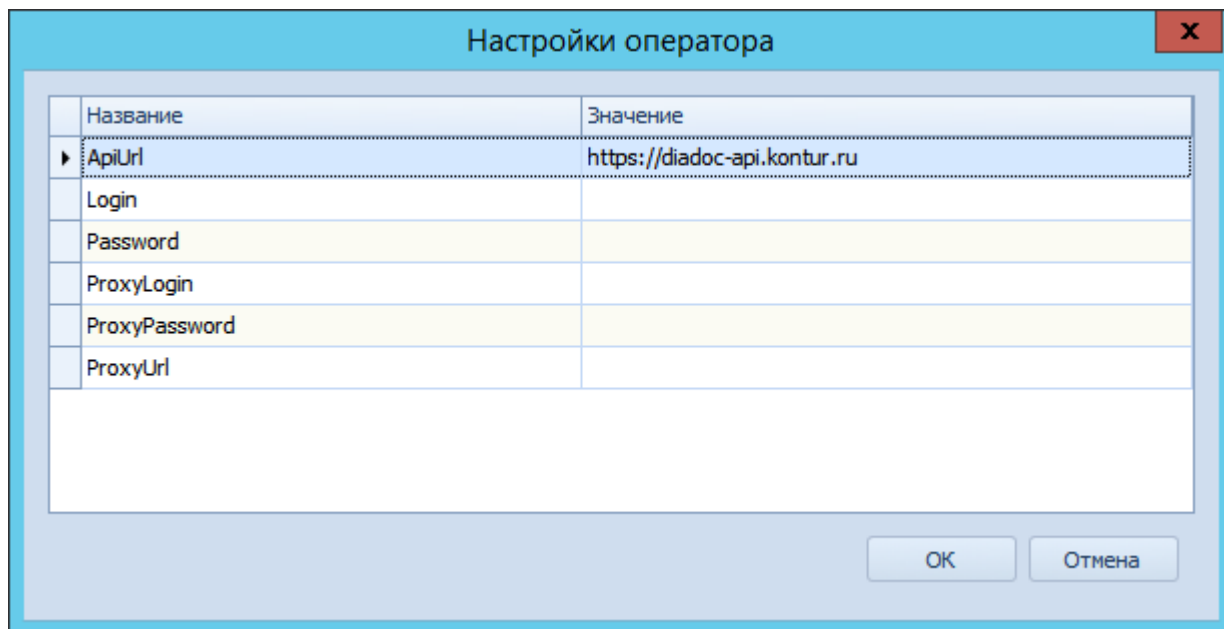 Настройки оператора
x
Название Значение
ApiUrl https://diadoc-api.kontur.ru
Login
Password
ProxyLogin
ProxyPassword
ProxyUrl
OK Отмена